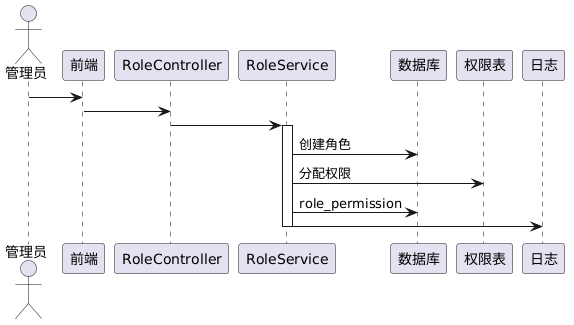 管理员
前端
RoleController
RoleService
数据库
权限表
日志
创建角色
分配权限
role_permission
管理员
前端
RoleController
RoleService
数据库
权限表
日志